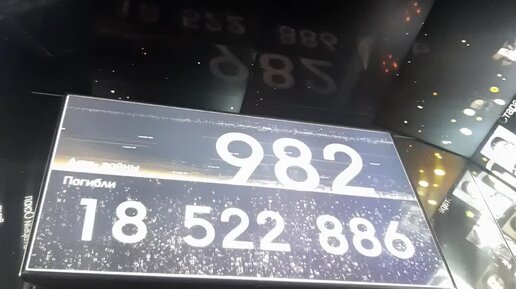 982
День войны
Погибли
18 522 886